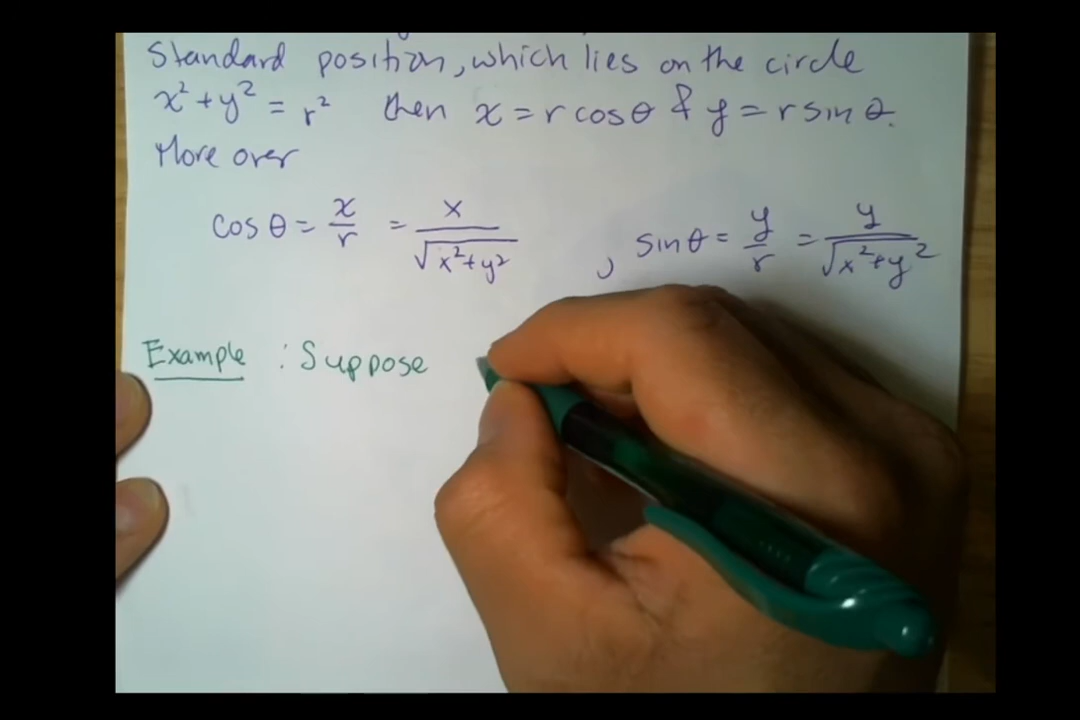 Standard position, which lies on the circle
x² + y² = r² then x = r cos θ & y = r sin θ.
More over
cos θ = x/r = x/√(x²+y²) , sin θ = y/r = y/√(x²+y²)
Example : Suppose